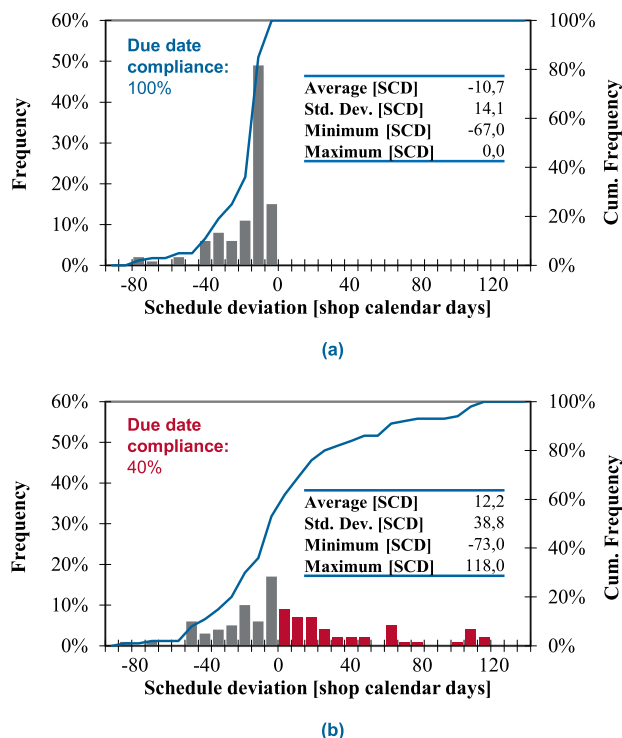 60%
50%
40%
30%
20%
10%
0%
Frequency
Due date
compliance:
100%
Average [SCD] -10,7
Std. Dev. [SCD] 14,1
Minimum [SCD] -67,0
Maximum [SCD] 0,0
100%
80%
60%
40%
20%
0%
Cum. Frequency
-80 -40 0 40 80 120
Schedule deviation [shop calendar days]
(a)
60%
50%
40%
30%
20%
10%
0%
Frequency
Due date
compliance:
40%
Average [SCD] 12,2
Std. Dev. [SCD] 38,8
Minimum [SCD] -73,0
Maximum [SCD] 118,0
100%
80%
60%
40%
20%
0%
Cum. Frequency
-80 -40 0 40 80 120
Schedule deviation [shop calendar days]
(b)